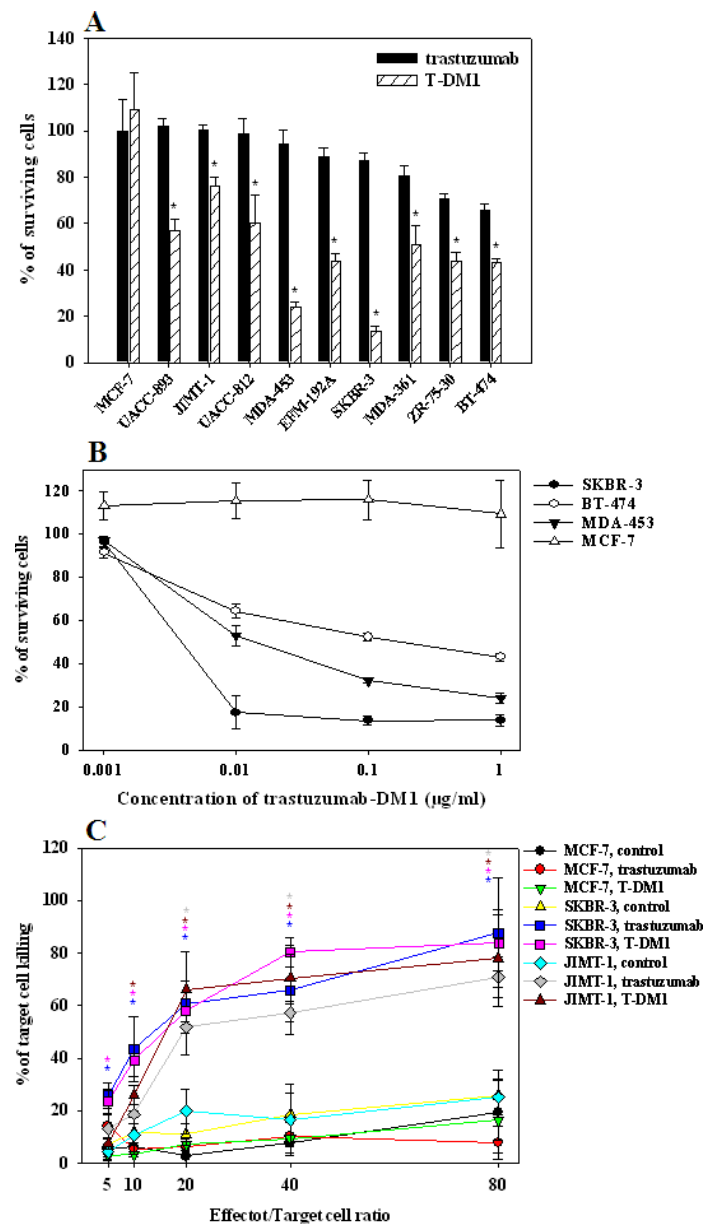 A
140
120
100
80
60
40
20
0
% of surviving cells
trastuzumab
T-DM1
*
*
*
*
*
*
*
*
*
MCF-7
UACC-893
JIMT-1
UACC-812
MDA-453
EFM-192A
SKBR-3
MDA-361
ZR-75-30
BT-474
B
120
100
80
60
40
20
0
% of surviving cells
SKBR-3
BT-474
MDA-453
MCF-7
0.001 0.01 0.1 1
Concentration of trastuzumab-DM1 (µg/ml)
C
120
100
80
60
40
20
0
%of target cell killing
MCF-7, control
MCF-7, trastuzumab
MCF-7, T-DM1
SKBR-3, control
SKBR-3, trastuzumab
SKBR-3, T-DM1
JIMT-1, control
JIMT-1, trastuzumab
JIMT-1, T-DM1
* * * *
* * * *
* * * *
* * *
* *
5 10 20 40 80
Effectot/Target cell ratio